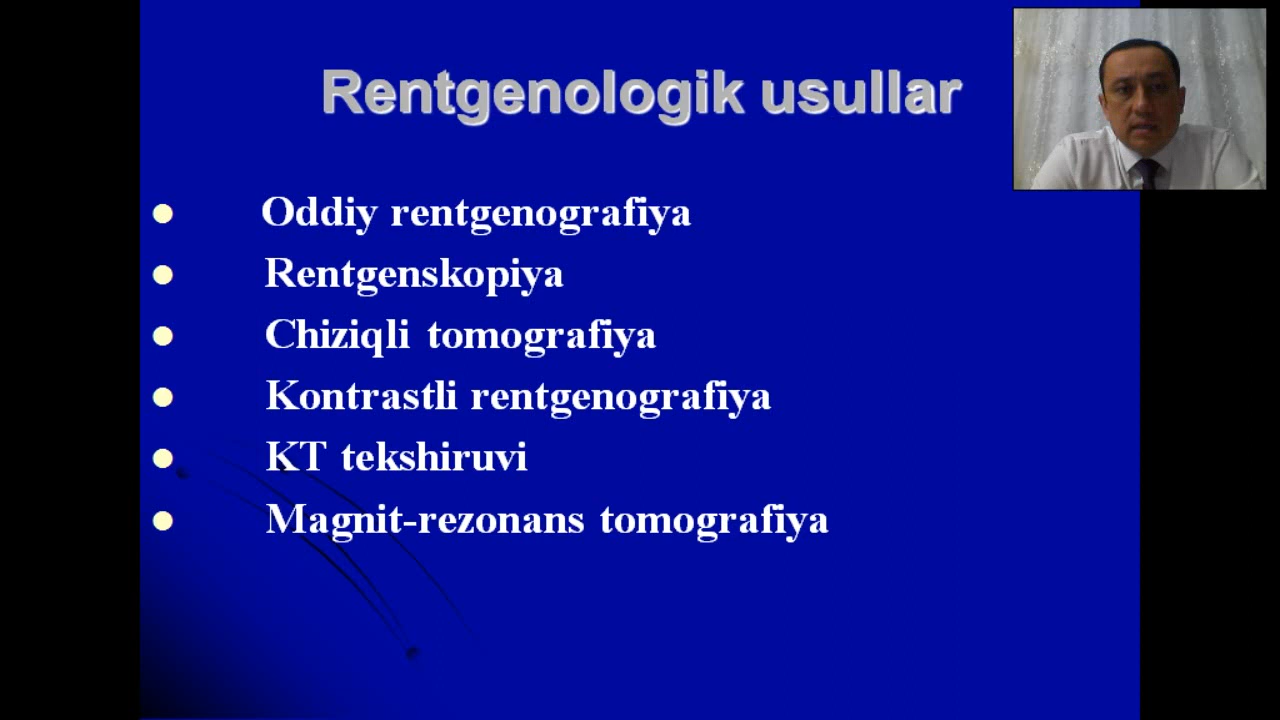 Rentgenologik usullar
Oddiy rentgenografiya
Rentgenskopiya
Chiziqli tomografiya
Kontrastli rentgenografiya
KT tekshiruvi
Magnit-rezonans tomografiya